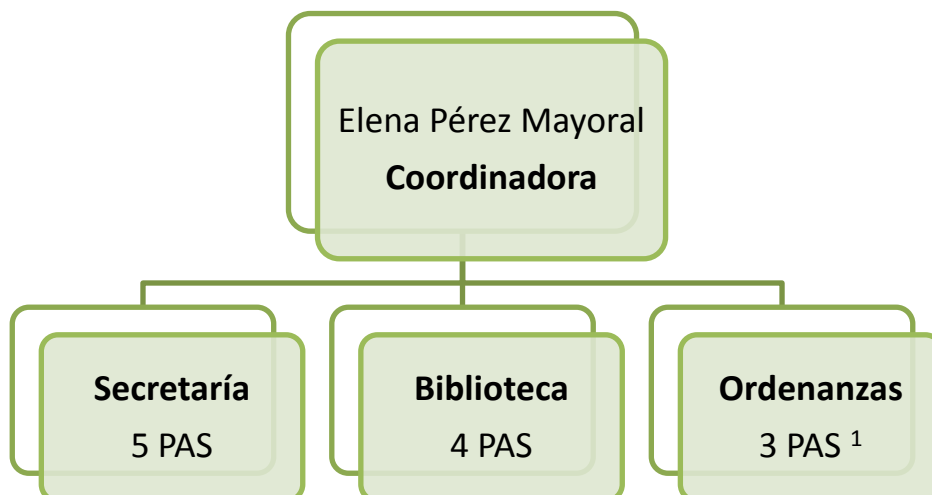 Elena Pérez Mayoral
Coordinadora
Secretaría
5 PAS
Biblioteca
4 PAS
Ordenanzas
3 PAS ¹